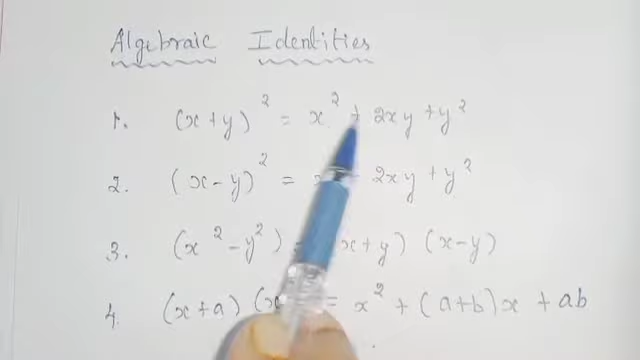 Algebraic Identities
1. (x+y)² = x² + 2xy + y²
2. (x-y)² = 2xy + y²
3. (x² - y²) x+y) (x-y)
4. (x+a) (x = x² + (a+b)x + ab